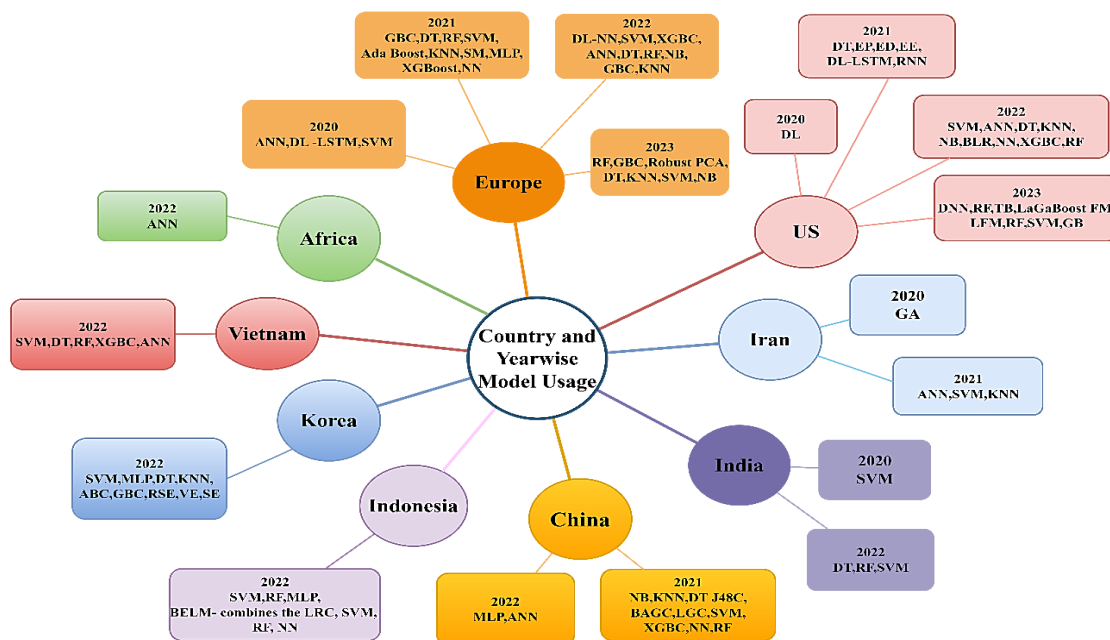 2021
GBC,DT,RF,SVM,
Ada Boost,KNN,SM,MLP,
XGBoost,NN
2022
DL-NN,SVM,XGBC,
ANN,DT,RF,NB,
GBC,KNN
2021
DT,EP,ED,EE,
DL-LSTM,RNN
2020
ANN,DL -LSTM,SVM
2020
DL
2022
SVM,ANN,DT,KNN,
NB,BLR,NN,XGBC,RF
2023
RF,GBC,Robust PCA,
DT,KNN,SVM,NB
Europe
2023
DNN,RF,TB,LaGaBoost FM
LFM,RF,SVM,GB
US
2022
ANN
Africa
2020
GA
Iran
2022
SVM,DT,RF,XGBC,ANN
Vietnam
Country and
Yearwise
Model Usage
2021
ANN,SVM,KNN
Korea
2022
SVM,MLP,DT,KNN,
ABC,GBC,RSE,VE,SE
India
2020
SVM
Indonesia
China
2022
DT,RF,SVM
2022
SVM,RF,MLP,
BELM- combines the LRC, SVM,
RF, NN
2022
MLP,ANN
2021
NB,KNN,DT J48C,
BAGC,LGC,SVM,
XGBC,NN,RF